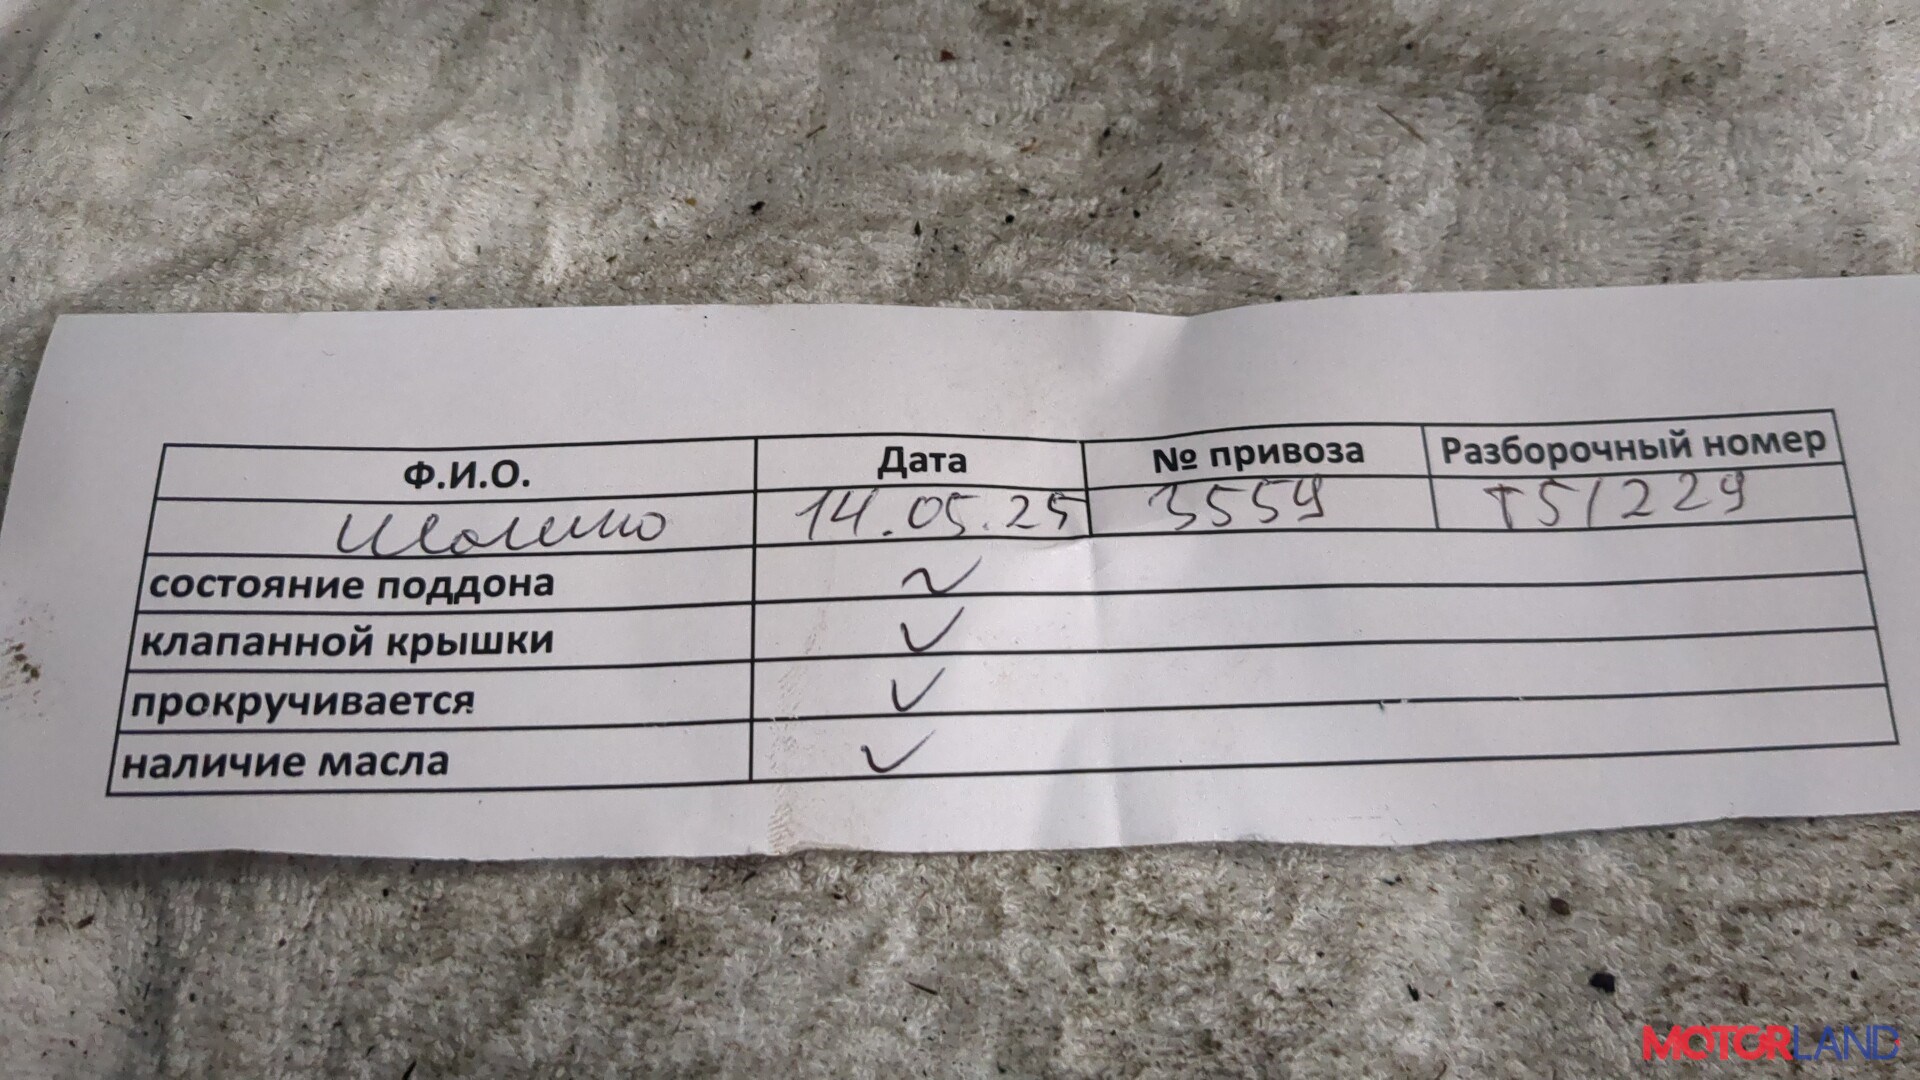 Ф.И.О. Дата № привоза Разборочный номер
14.05.25 3559 T51229
состояние поддона
клапанной крышки
прокручивается
наличие масла
MOTORLAND